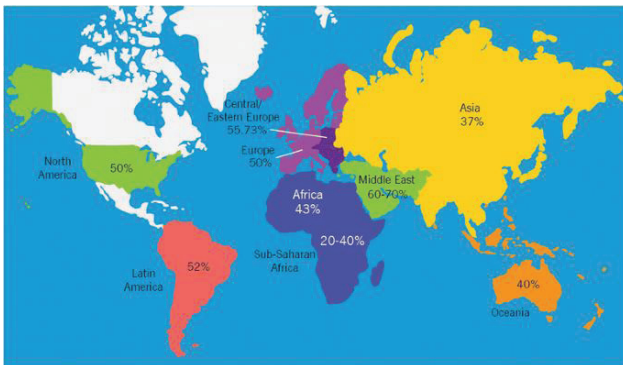 Central/
Eastern Europe
55.73%
Asia
37%
Europe
50%
North
America
50%
Middle East
60-70%
Africa
43%
20-40%
Sub-Saharan
Africa
Latin
America
52%
40%
Oceania